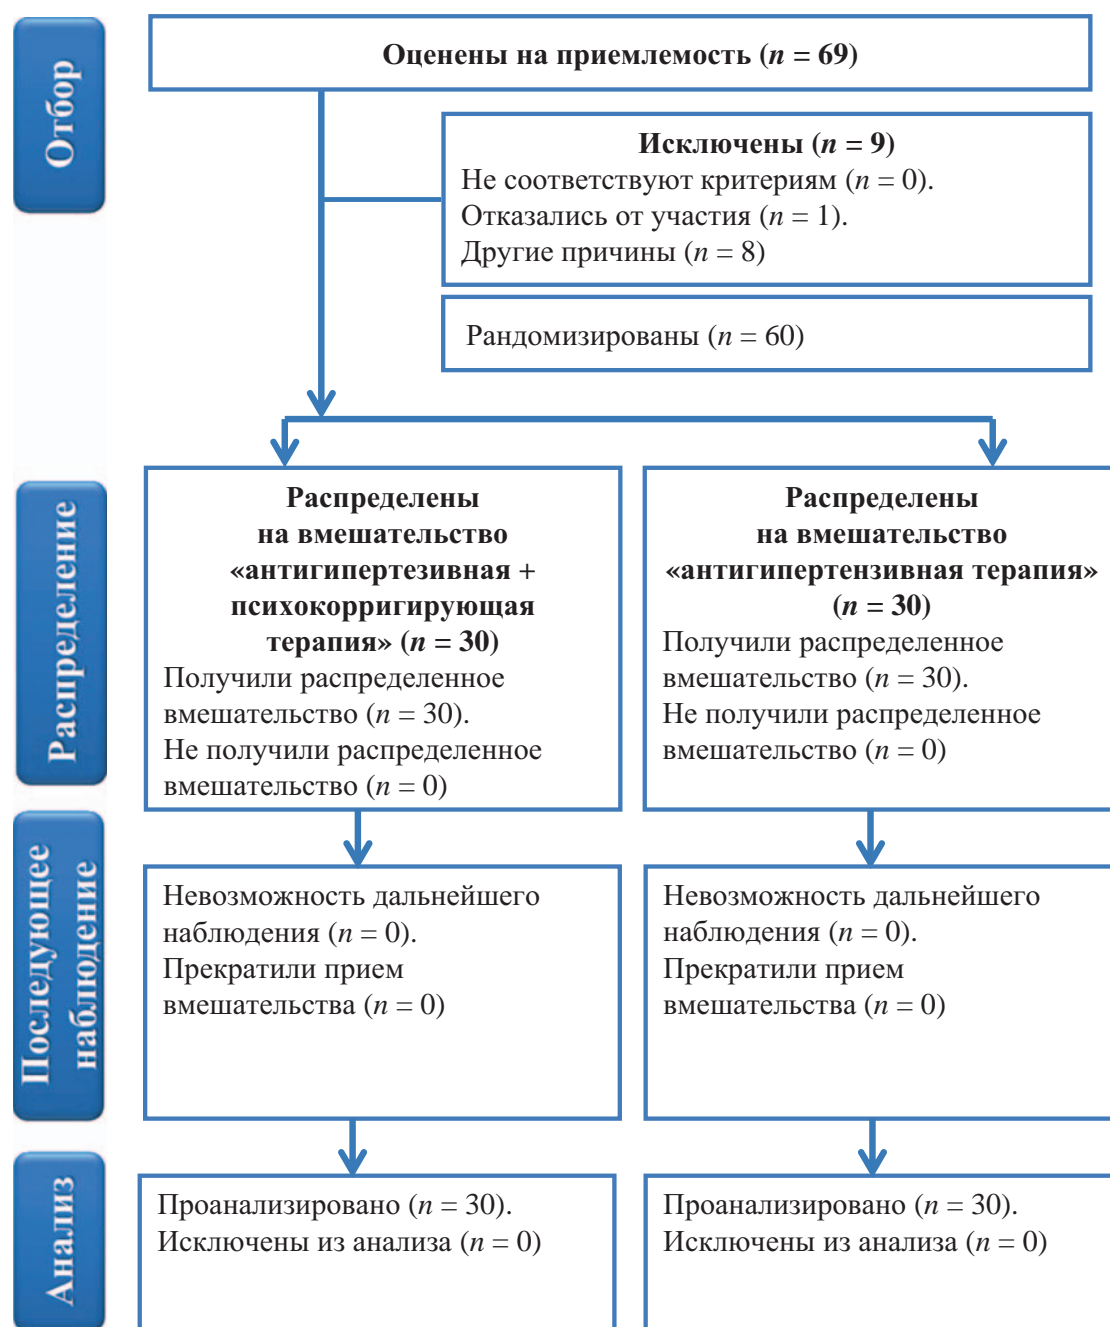 Отбор
Оценены на приемлемость (n = 69)
Исключены (n = 9)
Не соответствуют критериям (n = 0).
Отказались от участия (n = 1).
Другие причины (n = 8)
Рандомизированы (n = 60)
Распределение
Распределены
на вмешательство
«антигипертезивная +
психокорригирующая
терапия» (n = 30)
Получили распределенное
вмешательство (n = 30).
Не получили распределенное
вмешательство (n = 0)
Распределены
на вмешательство
«антигипертензивная терапия»
(n = 30)
Получили распределенное
вмешательство (n = 30).
Не получили распределенное
вмешательство (n = 0)
Последующее
наблюдение
Невозможность дальнейшего
наблюдения (n = 0).
Прекратили прием
вмешательства (n = 0)
Невозможность дальнейшего
наблюдения (n = 0).
Прекратили прием
вмешательства (n = 0)
Анализ
Проанализировано (n = 30).
Исключены из анализа (n = 0)
Проанализировано (n = 30).
Исключены из анализа (n = 0)